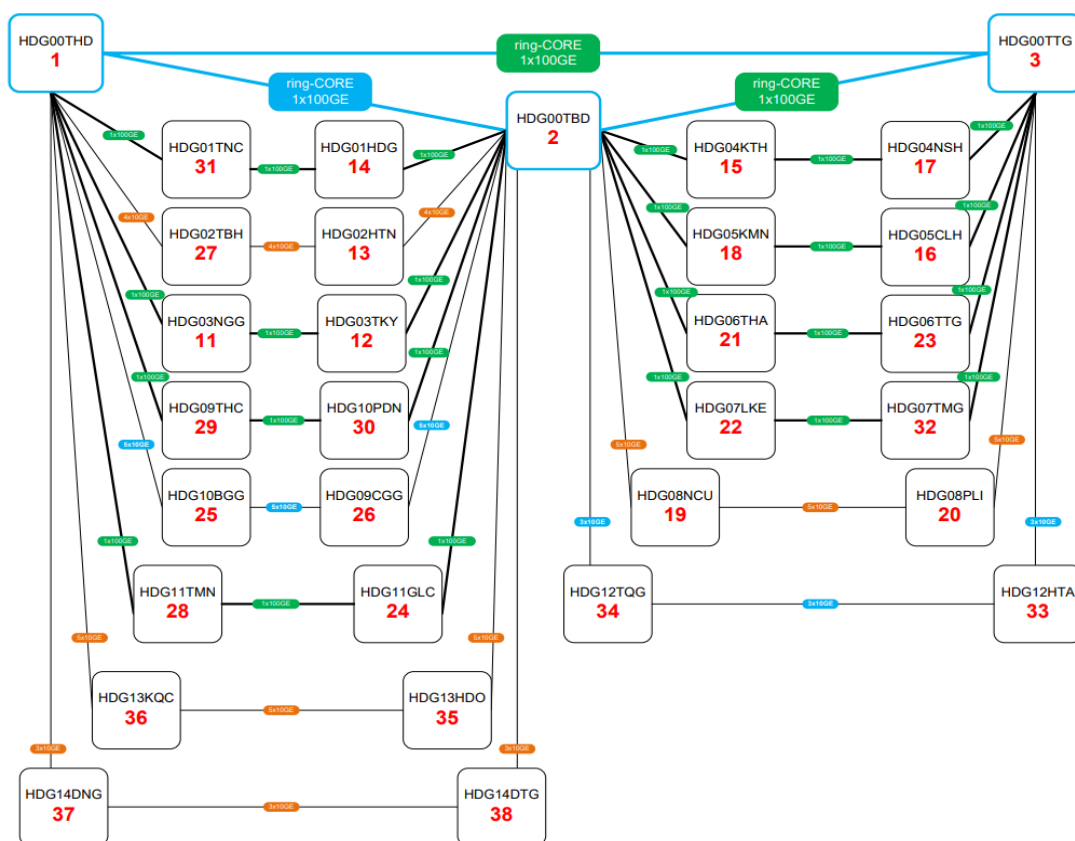 HDG00THD
1
ring-CORE
1x100GE
HDG00TTG
3
ring-CORE
1x100GE
ring-CORE
1x100GE
HDG00TBD
2
1x100GE
HDG01TNC
31
1x100GE
HDG01HDG
14
1x100GE
1x100GE
HDG04KTH
15
1x100GE
HDG04NSH
17
1x100GE
4x10GE
HDG02TBH
27
4x10GE
HDG02HTN
13
4x10GE
1x100GE
HDG05KMN
18
1x100GE
HDG05CLH
16
1x100GE
1x100GE
HDG03NGG
11
1x100GE
HDG03TKY
12
1x100GE
1x100GE
HDG06THA
21
1x100GE
HDG06TTG
23
1x100GE
1x100GE
HDG09THC
29
1x100GE
HDG10PDN
30
1x100GE
1x100GE
HDG07LKE
22
1x100GE
HDG07TMG
32
1x100GE
5x10GE
HDG10BGG
25
5x10GE
HDG09CGG
26
5x10GE
5x10GE
HDG08NCU
19
5x10GE
HDG08PLI
20
5x10GE
1x100GE
HDG11TMN
28
1x100GE
HDG11GLC
24
1x100GE
3x10GE
HDG12TQG
34
3x10GE
HDG12HTA
33
3x10GE
5x10GE
HDG13KQC
36
5x10GE
HDG13HDO
35
5x10GE
3x10GE
HDG14DNG
37
3x10GE
HDG14DTG
38
3x10GE